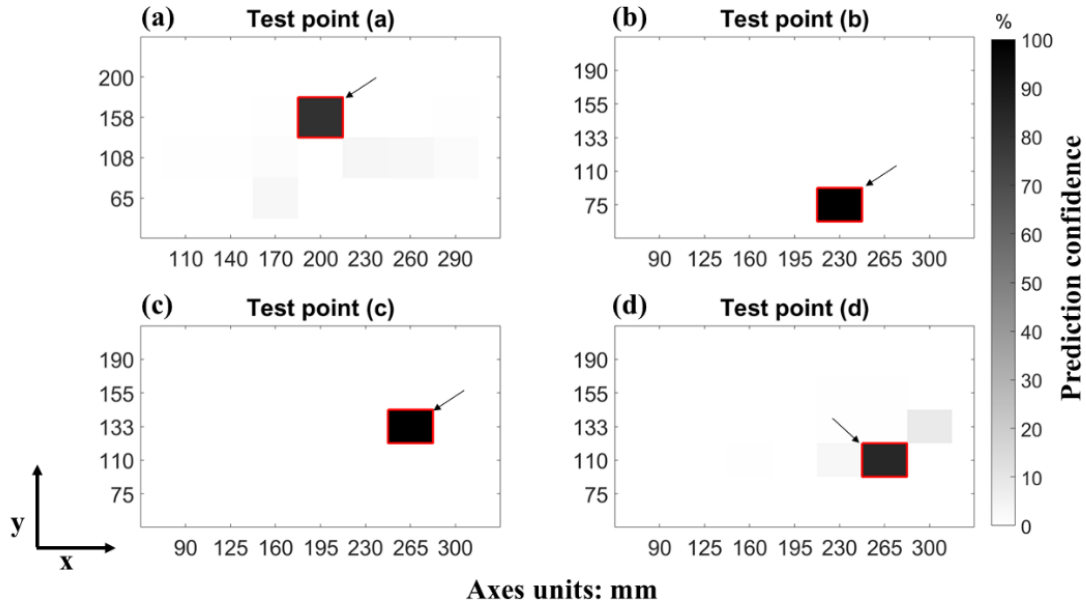 (a) Test point (a)
200
158
108
65
110 140 170 200 230 260 290
(b) Test point (b)
190
155
133
110
75
90 125 160 195 230 265 300
(c) Test point (c)
190
155
133
110
75
90 125 160 195 230 265 300
(d) Test point (d)
190
155
133
110
75
90 125 160 195 230 265 300
%
100
90
80
70
60
50
40
30
20
10
0
Prediction confidence
y
x
Axes units: mm